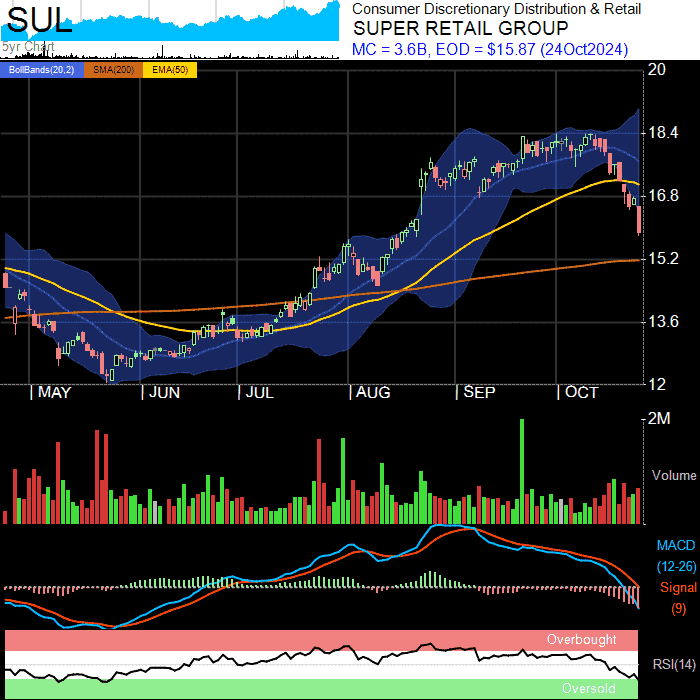 SUL
5yr Chart
Consumer Discretionary Distribution & Retail
SUPER RETAIL GROUP
MC = 3.6B, EOD = $15.87 (24Oct2024)
BollBands(20,2) SMA(200) EMA(50)
20
18.4
16.8
15.2
13.6
12
MAY JUN JUL AUG SEP OCT
2M
Volume
MACD
(12-26)
Signal
(9)
Overbought
RSI(14)
Oversold